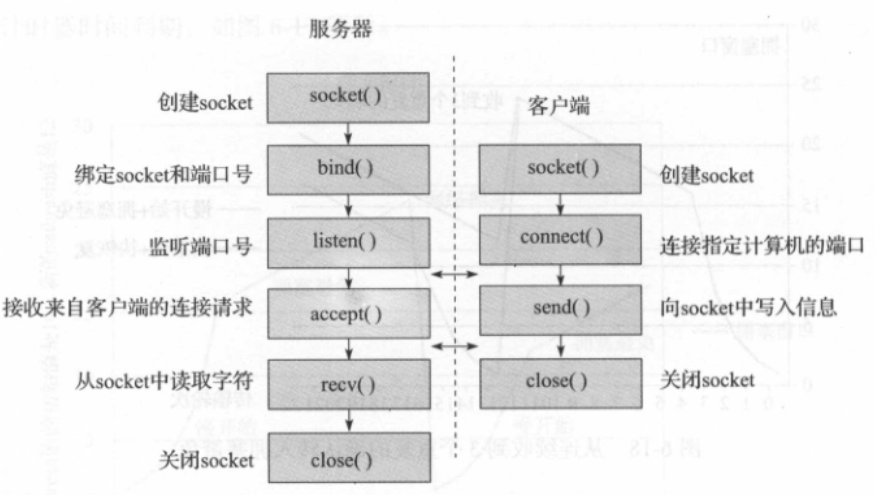 服务器
创建socket
socket( )
客户端
绑定socket和端口号
bind( )
socket( )
创建socket
监听端口号
listen( )
connect( )
连接指定计算机的端口
接收来自客户端的连接请求
accept( )
send( )
向socket中写入信息
从socket中读取字符
recv( )
close( )
关闭socket
关闭socket
close( )